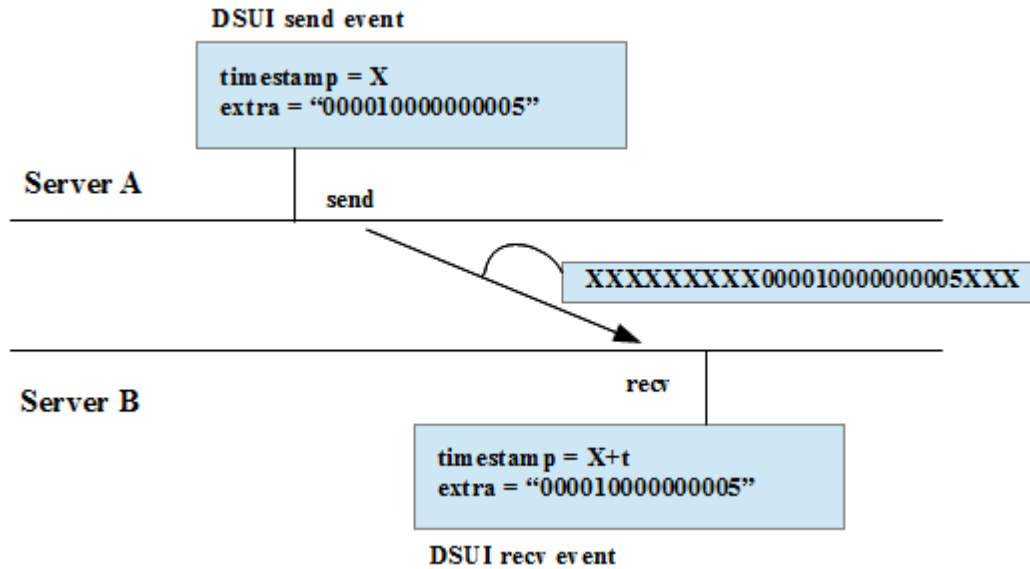 DSUI send event
timestamp = X
extra = “000010000000005”
Server A
send
XXXXXXXXX000010000000005XXX
Server B
recv
timestamp = X+t
extra = “000010000000005”
DSUI recv event